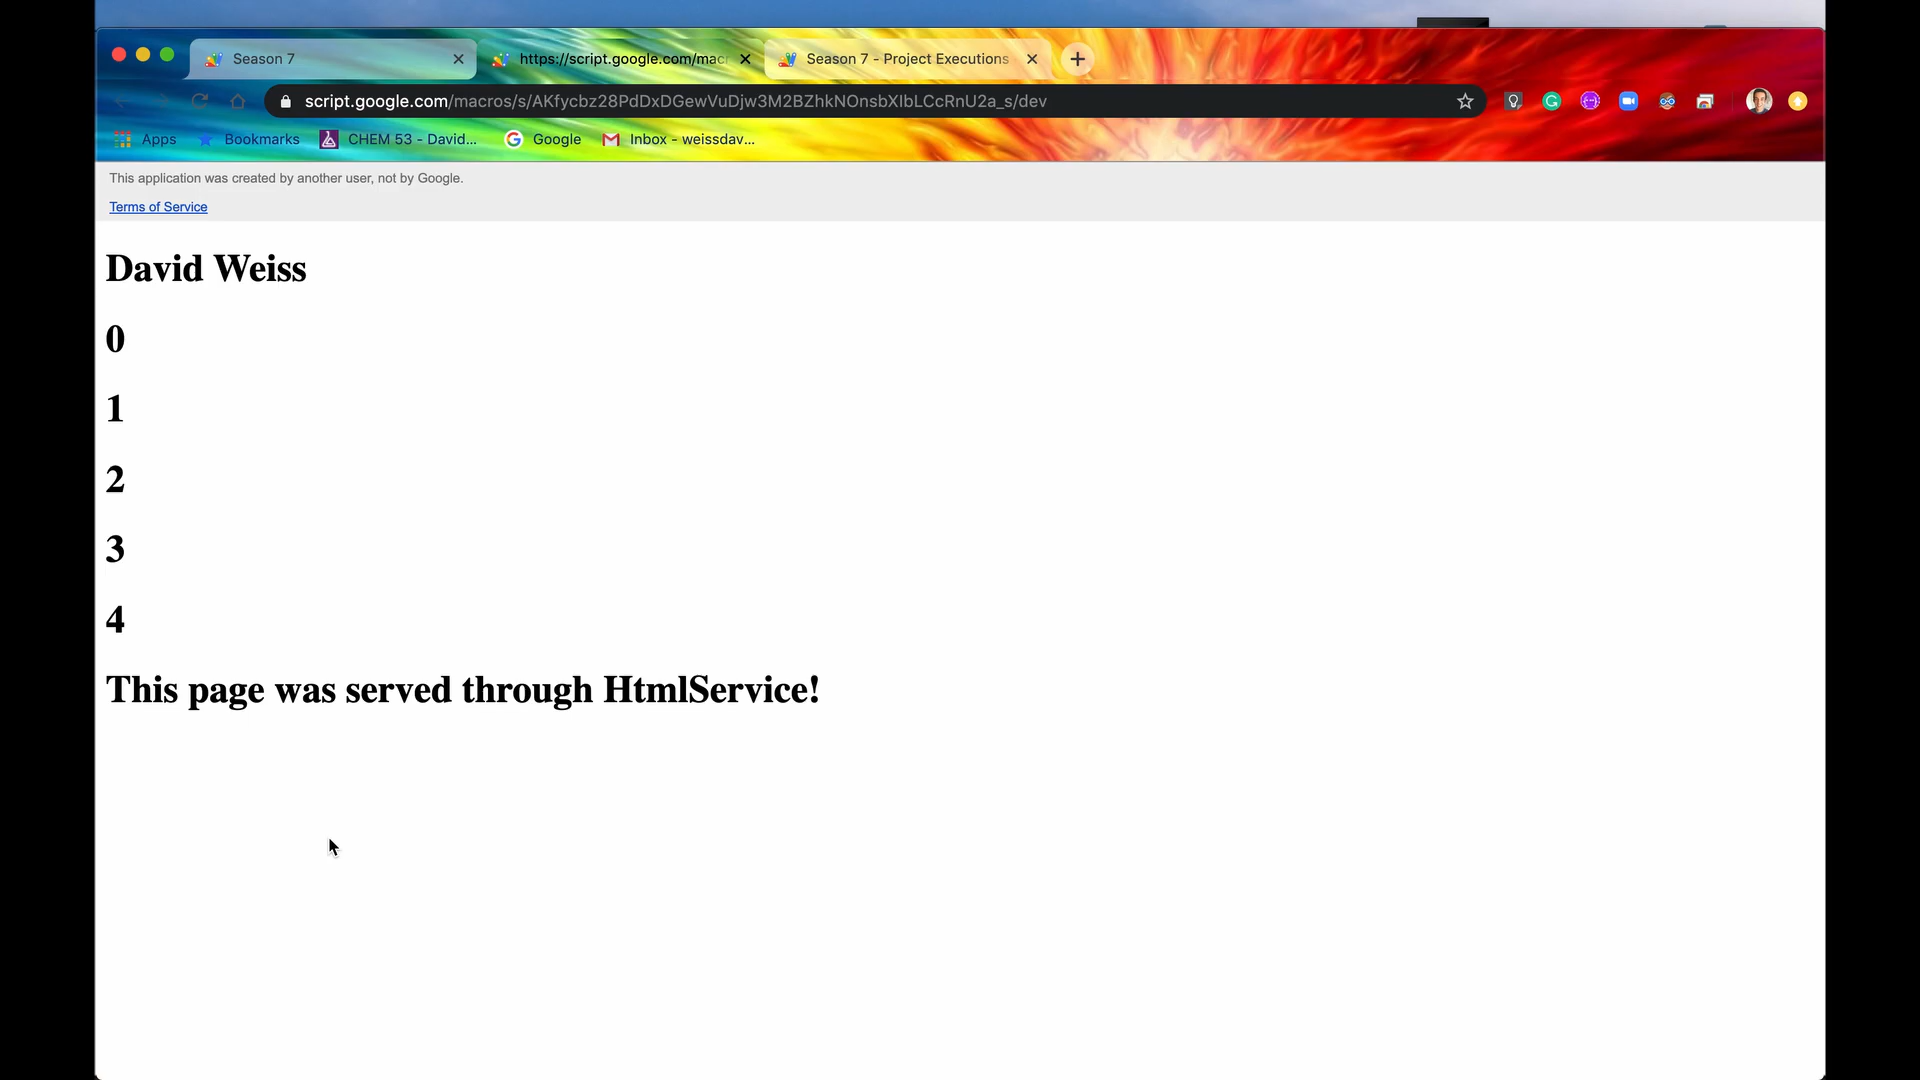 Season 7
https://script.google.com/mac
Season 7 - Project Executions
script.google.com/macros/s/AKfycbz28PdDxDGewVuDjw3M2BZhkNOnsbXIbLCcRnU2a_s/dev
Apps
Bookmarks
CHEM 53 - David...
Google
Inbox - weissdav...
This application was created by another user, not by Google.
Terms of Service
David Weiss
0
1
2
3
4
This page was served through HtmlService!